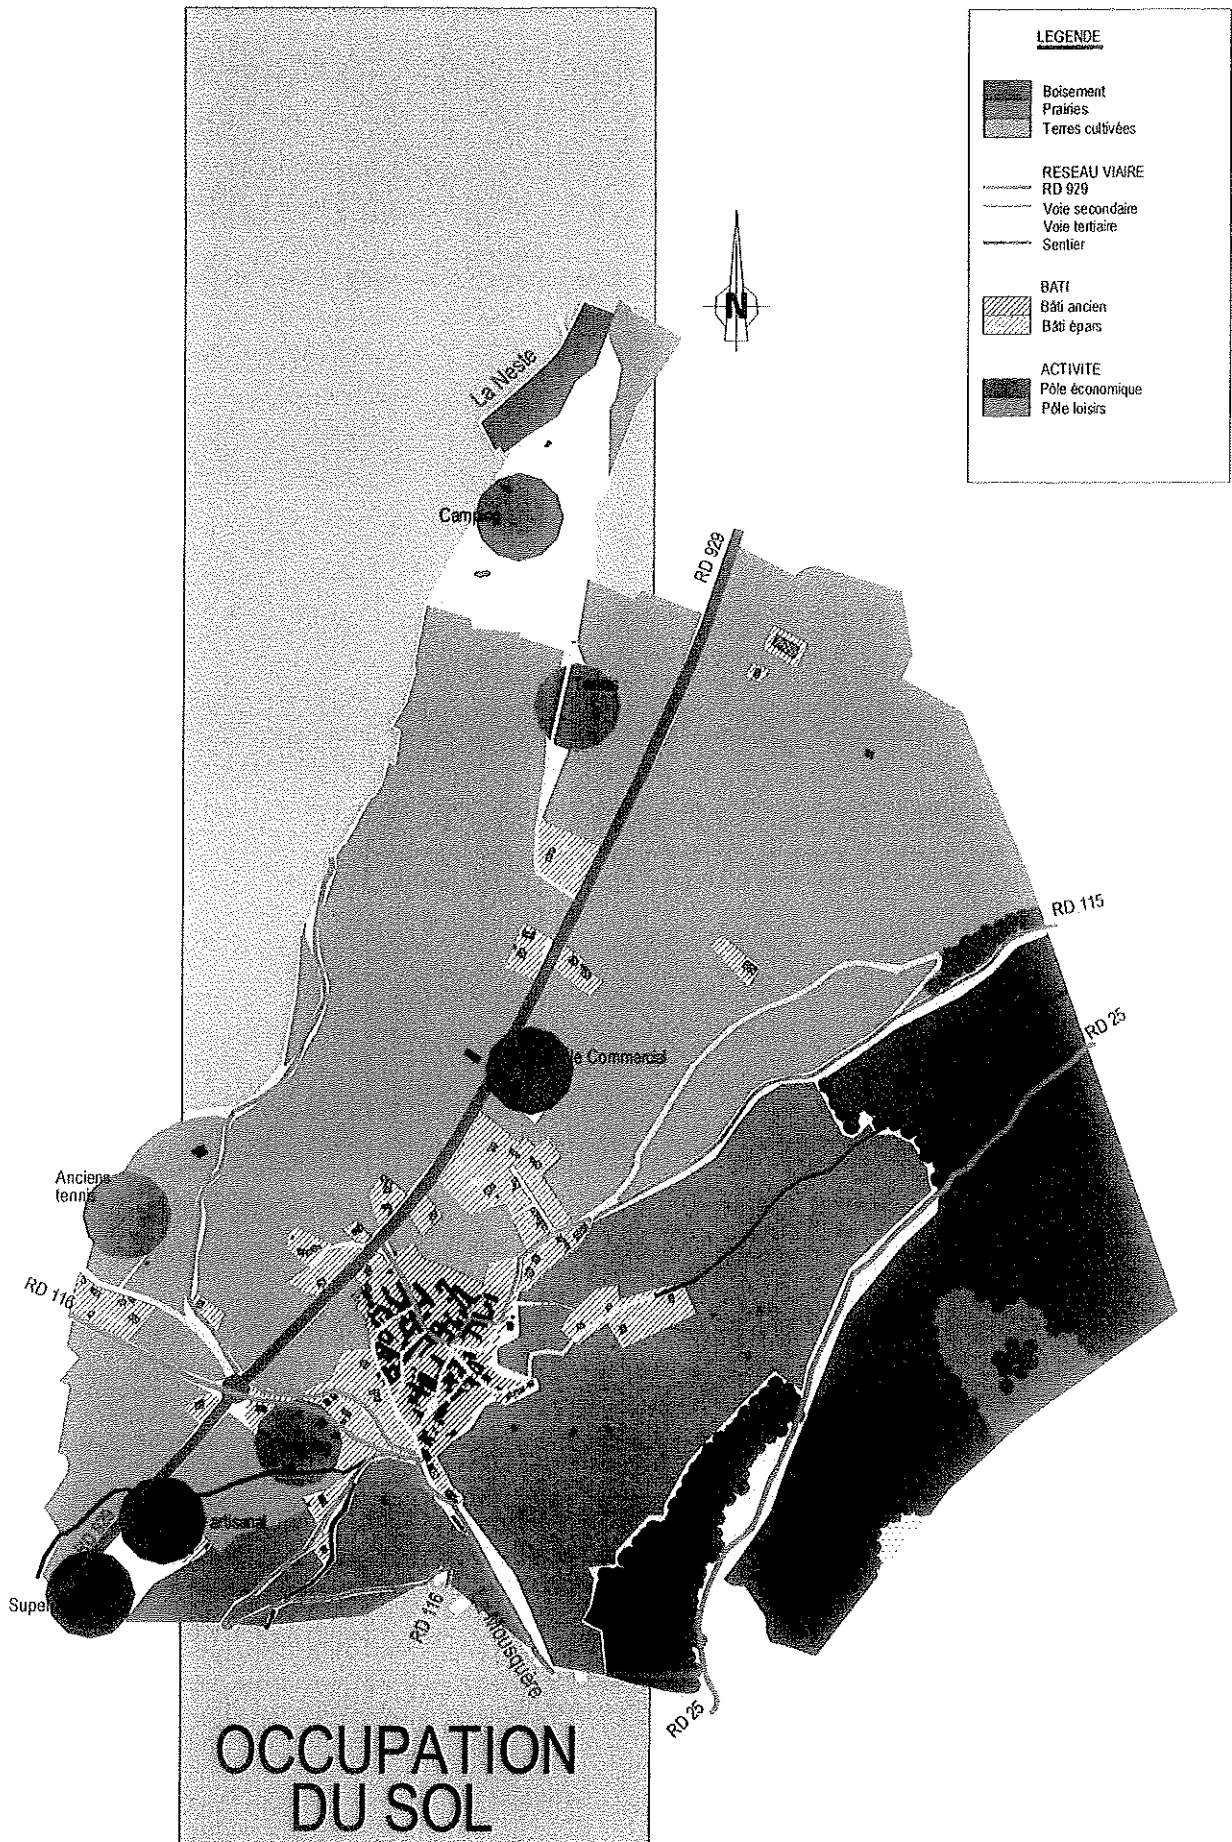 LEGENDE
Boisement
Prairies
Terres cultivées
RESEAU VIAIRE
RD 929
Voie secondaire
Voie tertiaire
Sentier
BATI
Bâti ancien
Bâti épars
ACTIVITE
Pôle économique
Pôle loisirs
N
La Neste
Camping
RD 929
RD 115
RD 25
Commercial
Anciens
tennis
RD 116
artisanal
RD 116
Mousquère
RD 25
OCCUPATION
DU SOL